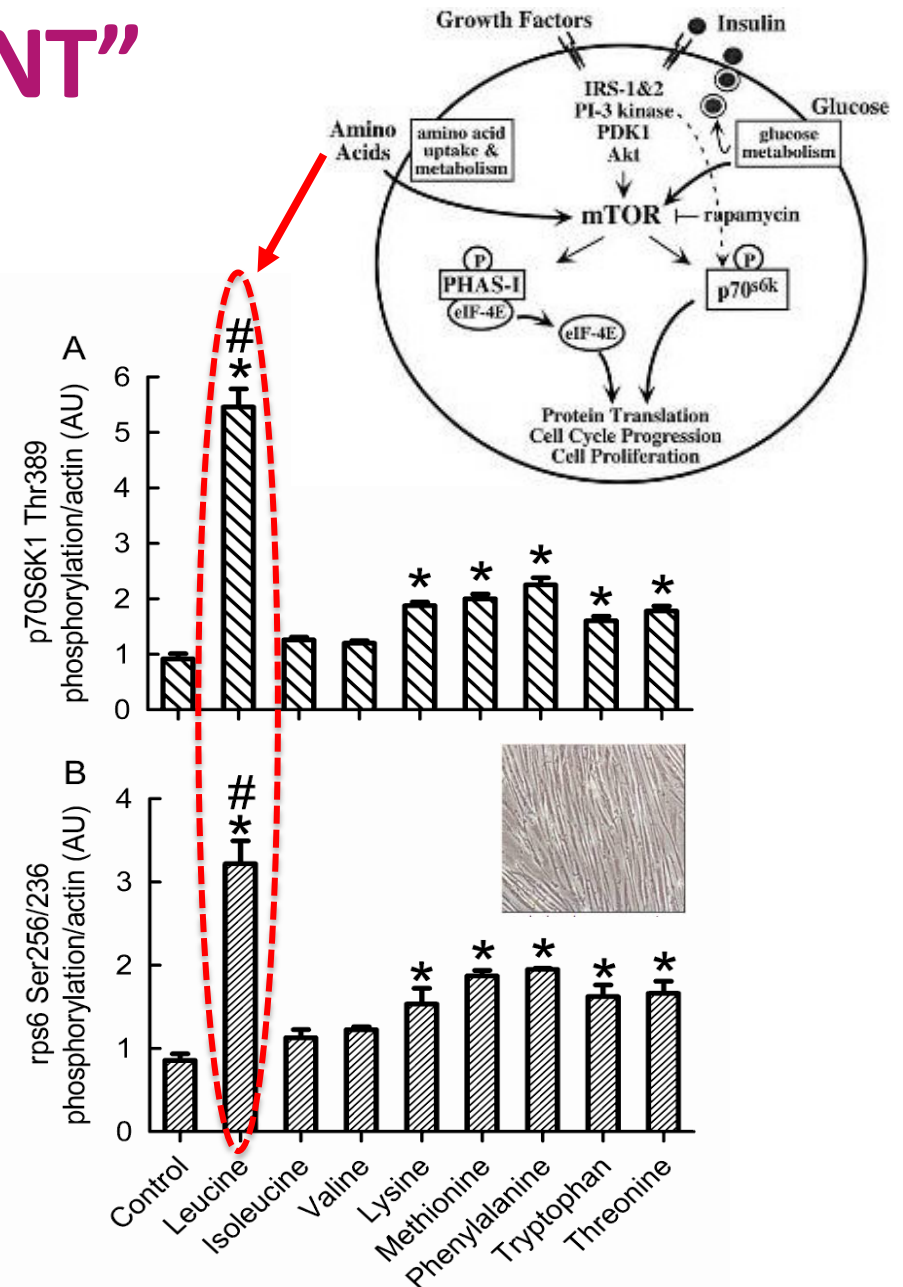 NT”
Growth Factors
Insulin
Amino
Acids
amino acid
uptake &
metabolism
IRS-1&2
PI-3 kinase
PDK1
Akt
Glucose
glucose
metabolism
mTOR
rapamycin
P
PHAS-I
eIF-4E
eIF-4E
P
p70s6k
Protein Translation
Cell Cycle Progression
Cell Proliferation
A
p70S6K1 Thr389
phosphorylation/actin (AU)
6
5
4
3
2
1
0
#
*
*
*
*
*
*
B
rps6 Ser256/236
phosphorylation/actin (AU)
4
3
2
1
0
#
*
*
*
*
*
*
Control
Leucine
Isoleucine
Valine
Lysine
Methionine
Phenylalanine
Tryptophan
Threonine